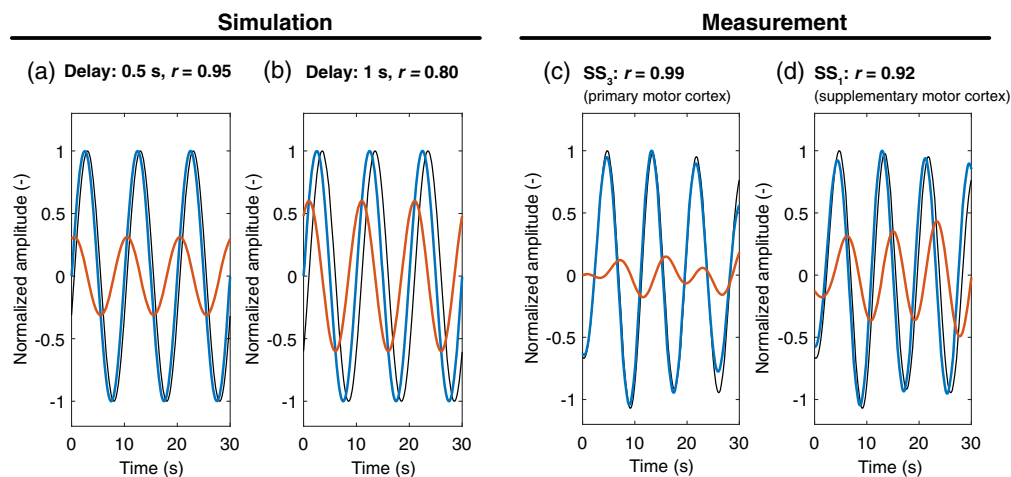 Simulation
Measurement
(a) Delay: 0.5 s, r = 0.95
(b) Delay: 1 s, r = 0.80
(c) SS₃: r = 0.99
(primary motor cortex)
(d) SS₁: r = 0.92
(supplementary motor cortex)
Normalized amplitude (-)
1
0.5
0
-0.5
-1
0 10 20 30
Time (s)
Normalized amplitude (-)
1
0.5
0
-0.5
-1
0 10 20 30
Time (s)
Normalized amplitude (-)
1
0.5
0
-0.5
-1
0 10 20 30
Time (s)
Normalized amplitude (-)
1
0.5
0
-0.5
-1
0 10 20 30
Time (s)